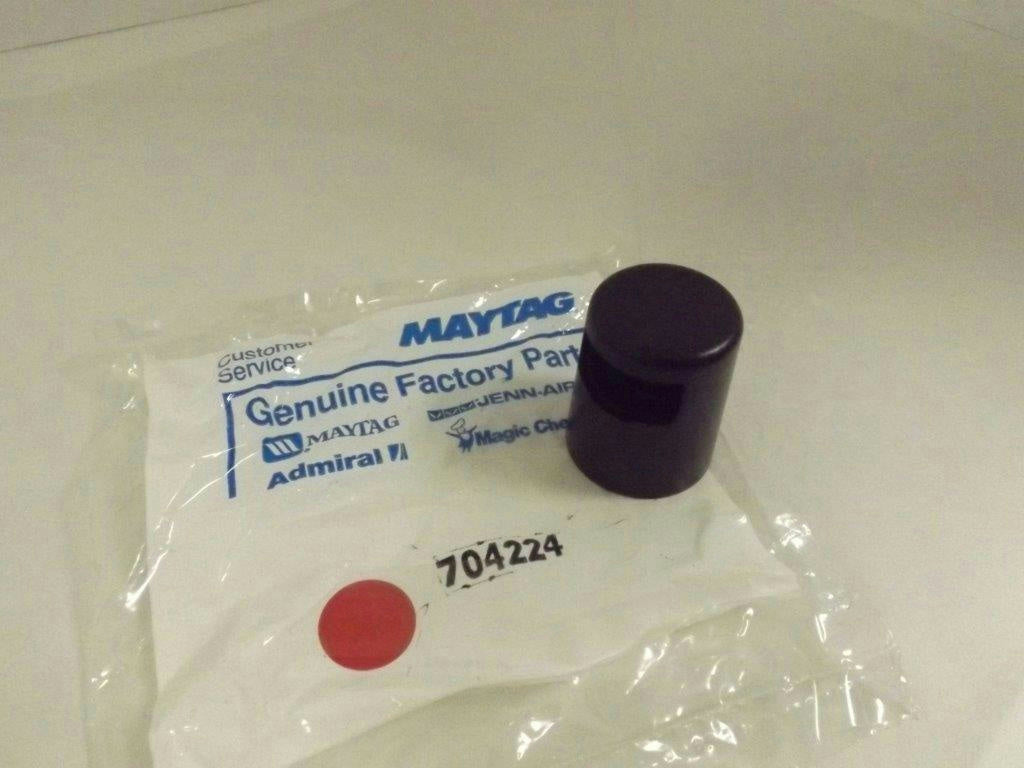 Customer
Service
MAYTAG
Genuine Factory Part
MAYTAG
JENN-AIR
Admiral
Magic Che
704224